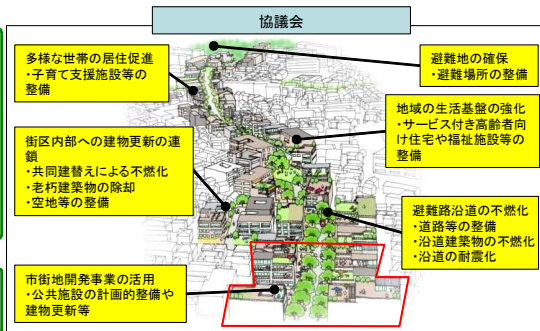 協議会
多様な世帯の居住促進
・子育て支援施設等の
整備
避難地の確保
・避難場所の整備
地域の生活基盤の強化
・サービス付き高齢者向
け住宅や福祉施設等の
整備
街区内部への建物更新の連
鎖
・共同建替えによる不燃化
・老朽建築物の除却
・空地等の整備
避難路沿道の不燃化
・道路等の整備
・沿道建築物の不燃化
・沿道の耐震化
市街地開発事業の活用
・公共施設の計画的整備や
建物更新等